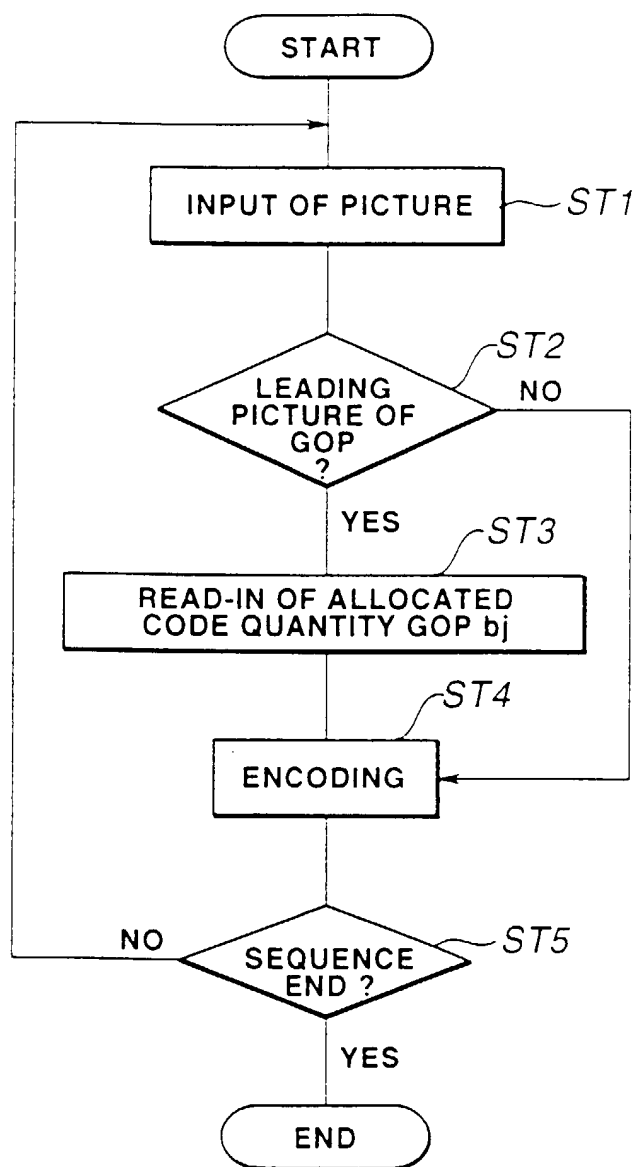 START
INPUT OF PICTURE
ST1
ST2
LEADING
PICTURE OF
GOP
?
NO
YES
ST3
READ-IN OF ALLOCATED
CODE QUANTITY GOP bj
ST4
ENCODING
NO
SEQUENCE
END ?
ST5
YES
END